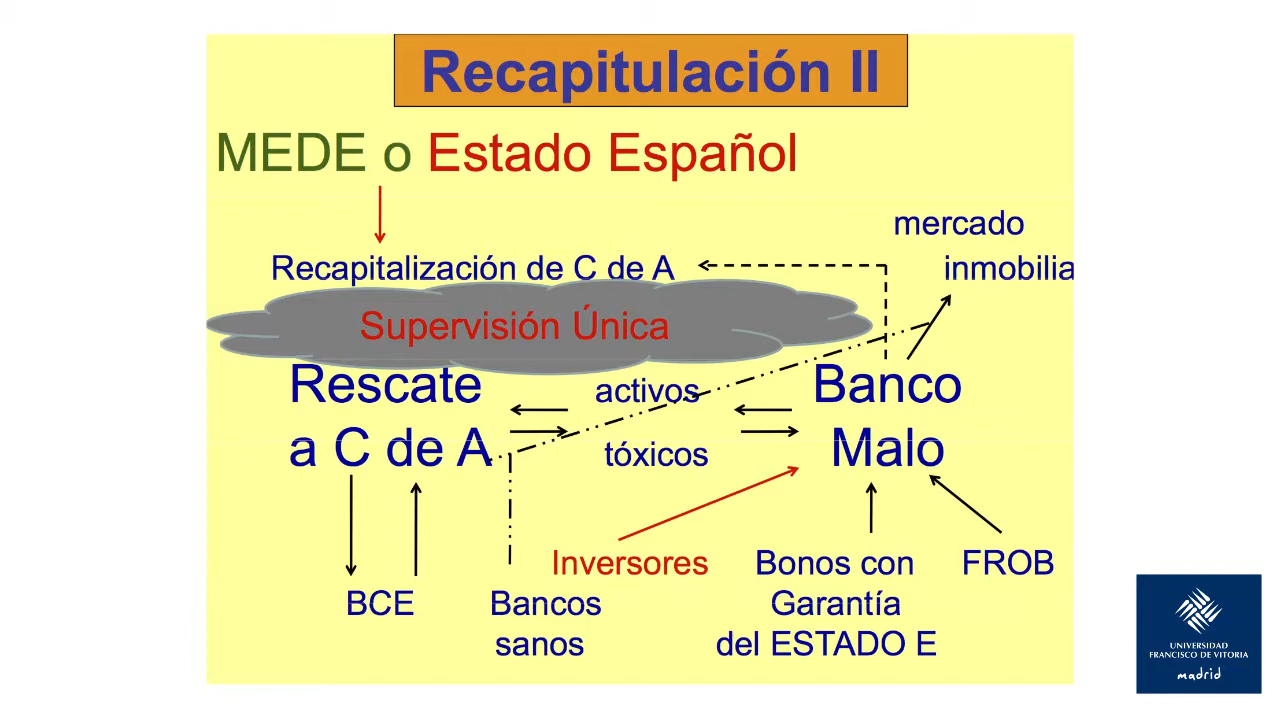 Recapitulación II
MEDE o Estado Español
mercado
Recapitalización de C de A
inmobilia
Supervisión Única
Rescate
a C de A
activos
tóxicos
Banco
Malo
Inversores
Bonos con
Garantía
del ESTADO E
FROB
BCE
Bancos
sanos
UNIVERSIDAD
FRANCISCO DE VITORIA
madrid